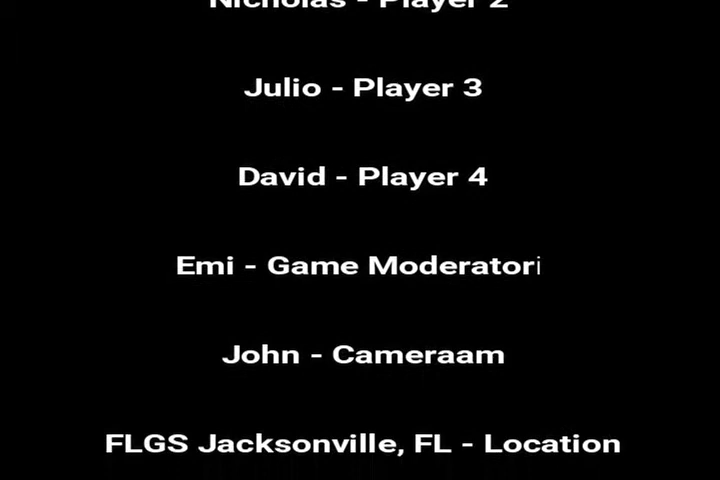 Nicholas - Player 2
Julio - Player 3
David - Player 4
Emi - Game Moderatori
John - Cameraam
FLGS Jacksonville, FL - Location